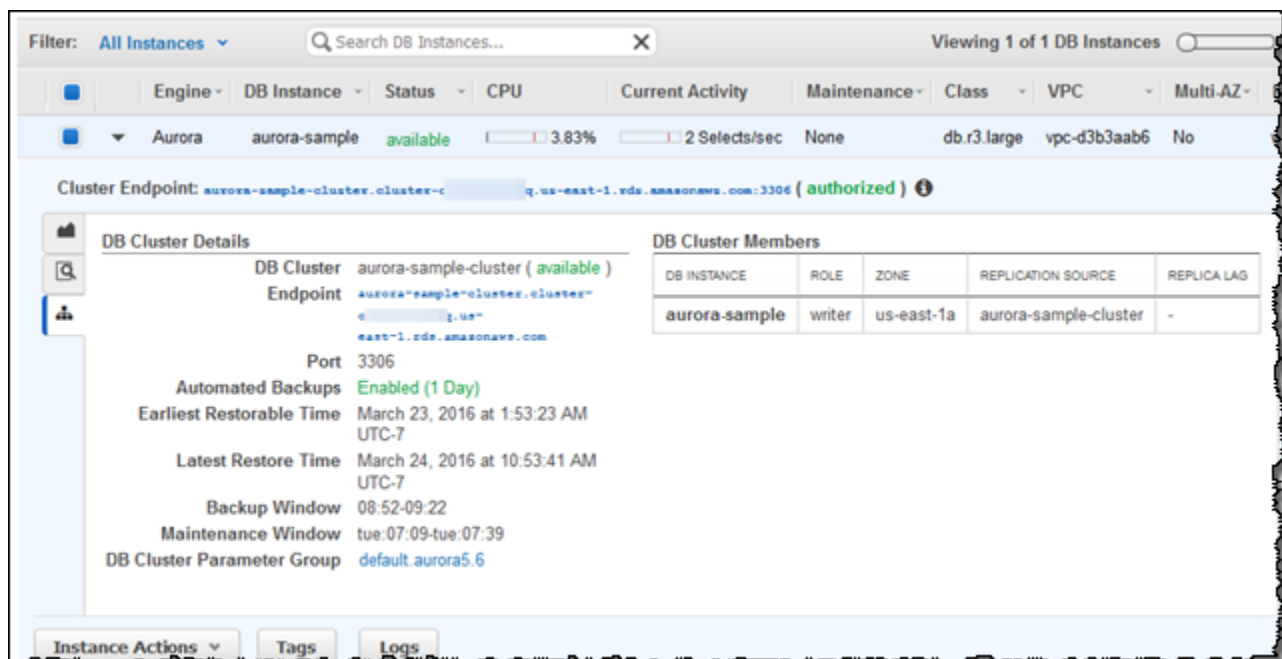 Filter: All Instances Search DB Instances... Viewing 1 of 1 DB Instances
Engine DB Instance Status CPU Current Activity Maintenance Class VPC Multi-AZ
Aurora aurora-sample available 3.83% 2 Selects/sec None db.r3.large vpc-d3b3aab6 No
Cluster Endpoint: aurora-sample-cluster.cluster-c q.us-east-1.rds.amazonaws.com:3306 ( authorized )
DB Cluster Details
DB Cluster aurora-sample-cluster ( available )
Endpoint aurora-sample-cluster.cluster-
c q.us-
east-1.rds.amazonaws.com
Port 3306
Automated Backups Enabled (1 Day)
Earliest Restorable Time March 23, 2016 at 1:53:23 AM
UTC-7
Latest Restore Time March 24, 2016 at 10:53:41 AM
UTC-7
Backup Window 08:52-09:22
Maintenance Window tue:07:09-tue:07:39
DB Cluster Parameter Group default.aurora5.6
DB Cluster Members
DB INSTANCE ROLE ZONE REPLICATION SOURCE REPLICA LAG
aurora-sample writer us-east-1a aurora-sample-cluster -
Instance Actions Tags Logs